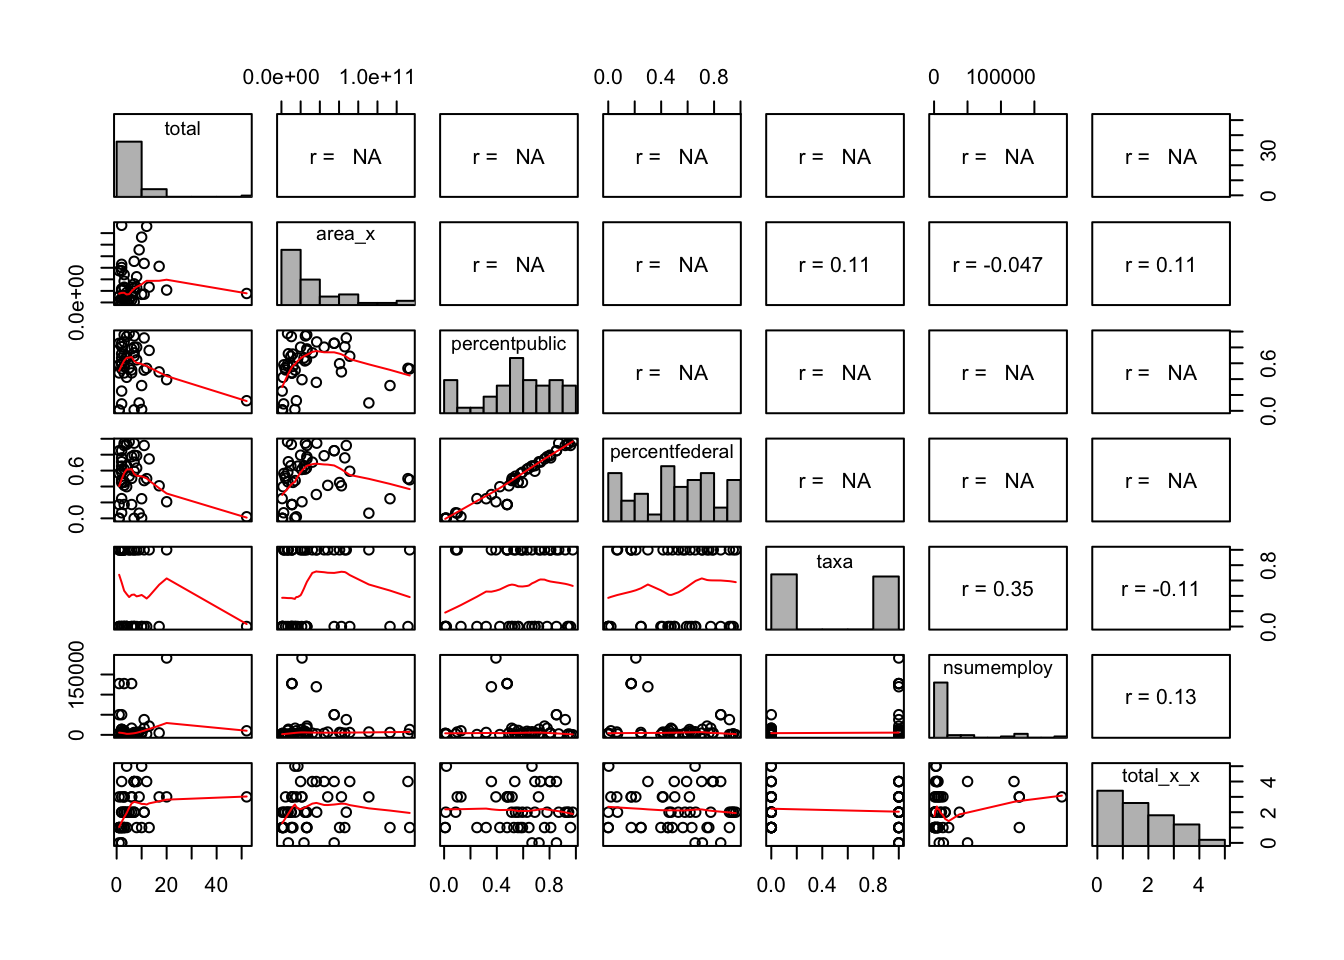 0.0e+00 1.0e+11 0.0 0.4 0.8 0 100000
total r = NA r = NA r = NA r = NA r = NA r = NA 0 30
0.0e+00 area_x r = NA r = NA r = 0.11 r = -0.047 r = 0.11
percentpublic r = NA r = NA r = NA r = NA 0.0 0.6
0.0 0.6 percentfederal r = NA r = NA r = NA
taxa r = 0.35 r = -0.11 0.0 0.8
0 150000 nsumemploy r = 0.13
total_x_x 0 2 4
0 20 40 0.0 0.4 0.8 0.0 0.4 0.8 0 2 4